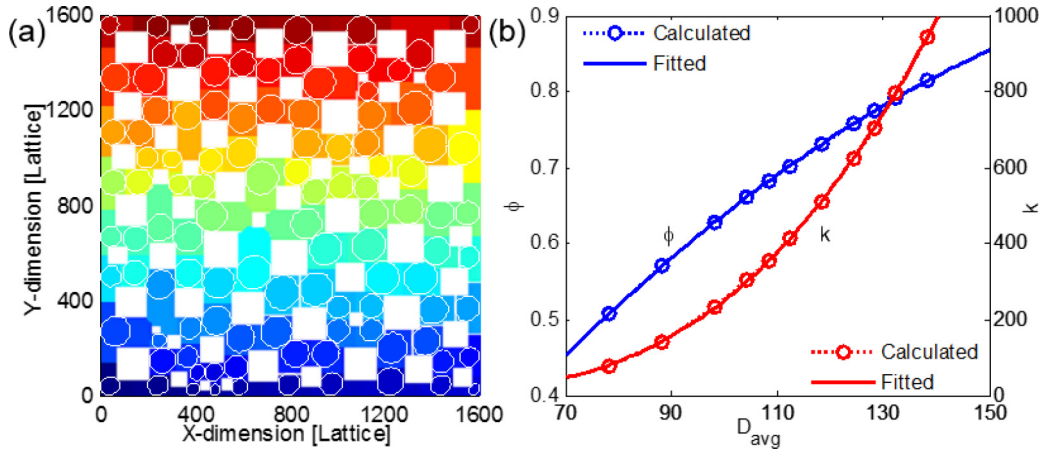 (a)
1600
1200
800
400
0
Y-dimension [Lattice]
0 400 800 1200 1600
X-dimension [Lattice]
(b)
0.9
0.8
0.7
0.6
0.5
0.4
ϕ
Calculated
Fitted
ϕ
k
Calculated
Fitted
1000
800
600
400
200
0
k
70 90 110 130 150
D_avg